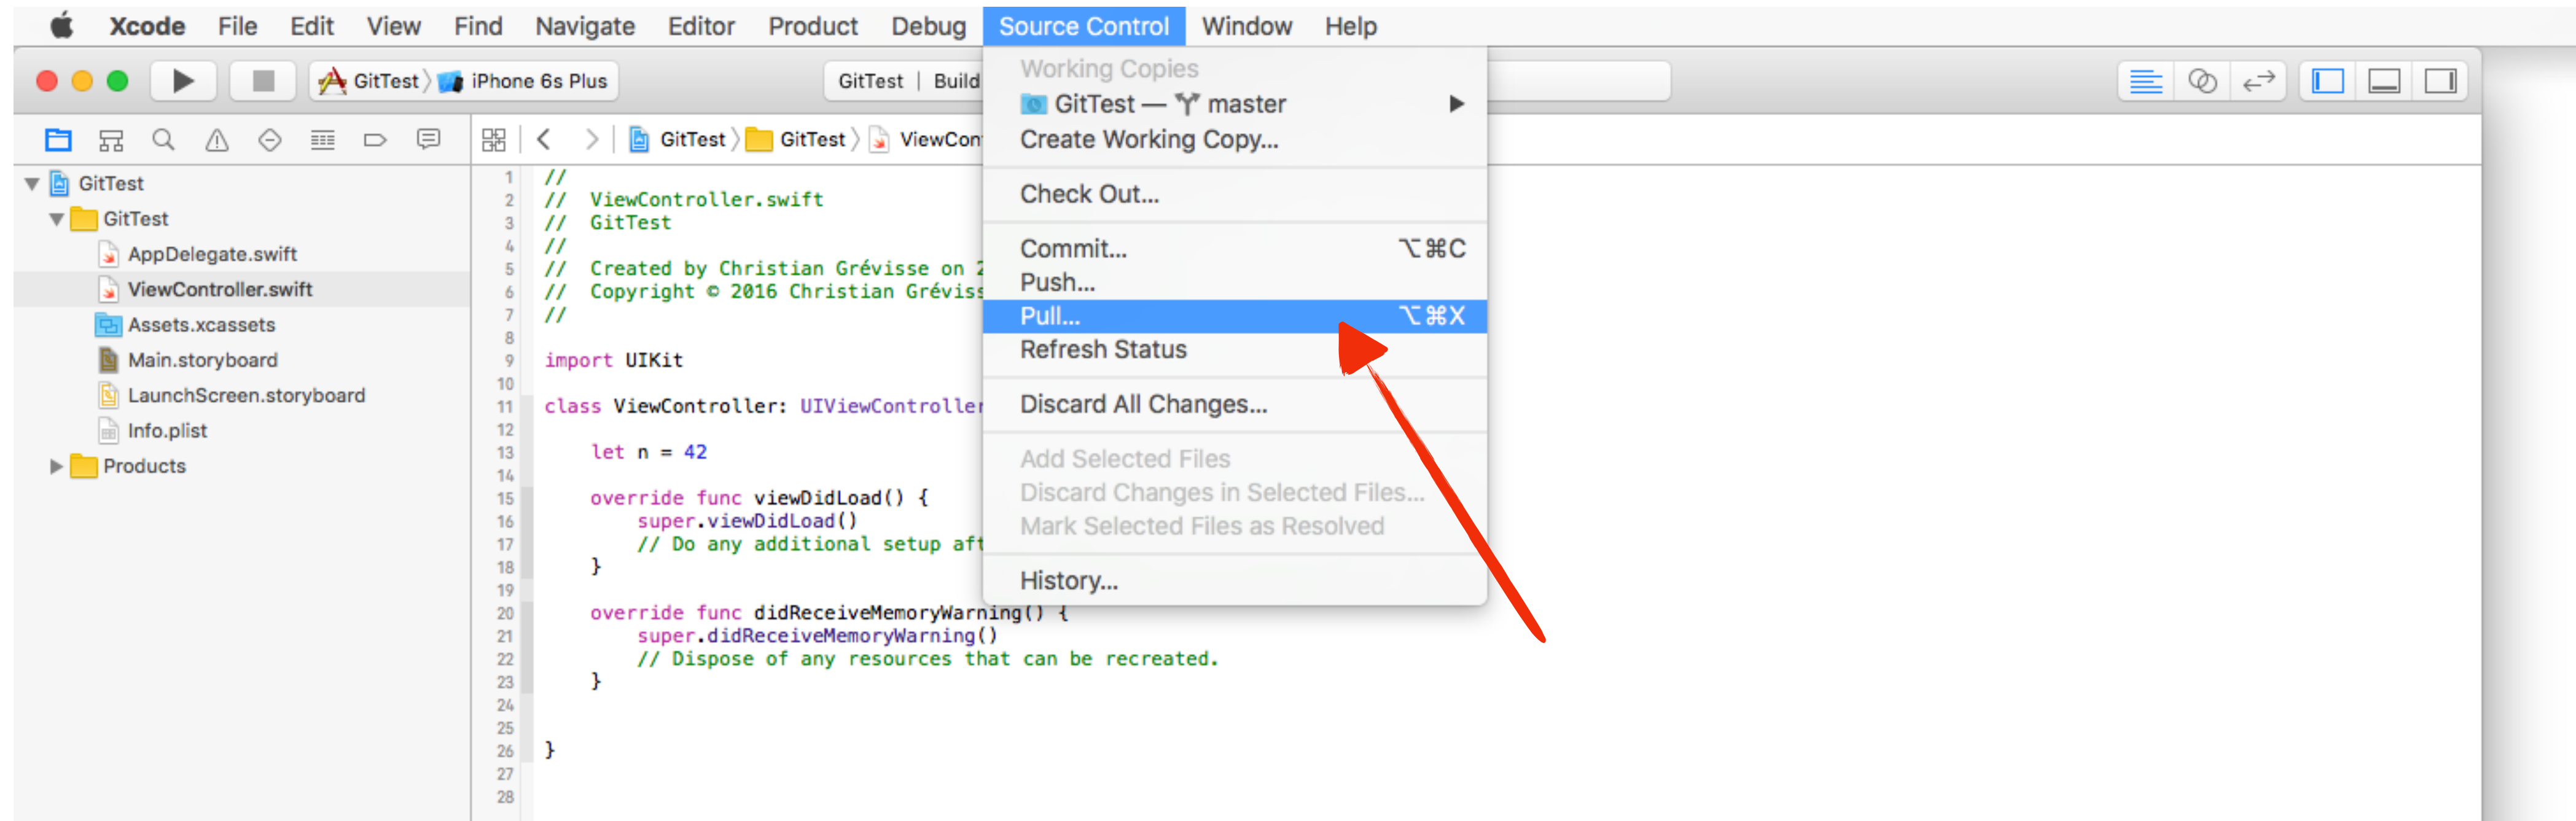 Xcode File Edit View Find Navigate Editor Product Debug Source Control Window Help
GitTest iPhone 6s Plus GitTest | Build
Working Copies
GitTest — master
Create Working Copy...
Check Out...
Commit... ⌥⌘C
Push...
Pull... ⌥⌘X
Refresh Status
Discard All Changes...
Add Selected Files
Discard Changes in Selected Files...
Mark Selected Files as Resolved
History...
GitTest GitTest ViewCon
GitTest
GitTest
AppDelegate.swift
ViewController.swift
Assets.xcassets
Main.storyboard
LaunchScreen.storyboard
Info.plist
Products
1 //
2 // ViewController.swift
3 // GitTest
4 //
5 // Created by Christian Grévisse on 2
6 // Copyright © 2016 Christian Gréviss
7 //
8
9 import UIKit
10
11 class ViewController: UIViewController
12
13 let n = 42
14
15 override func viewDidLoad() {
16 super.viewDidLoad()
17 // Do any additional setup aft
18 }
19
20 override func didReceiveMemoryWarning() {
21 super.didReceiveMemoryWarning()
22 // Dispose of any resources that can be recreated.
23 }
24
25
26 }
27
28